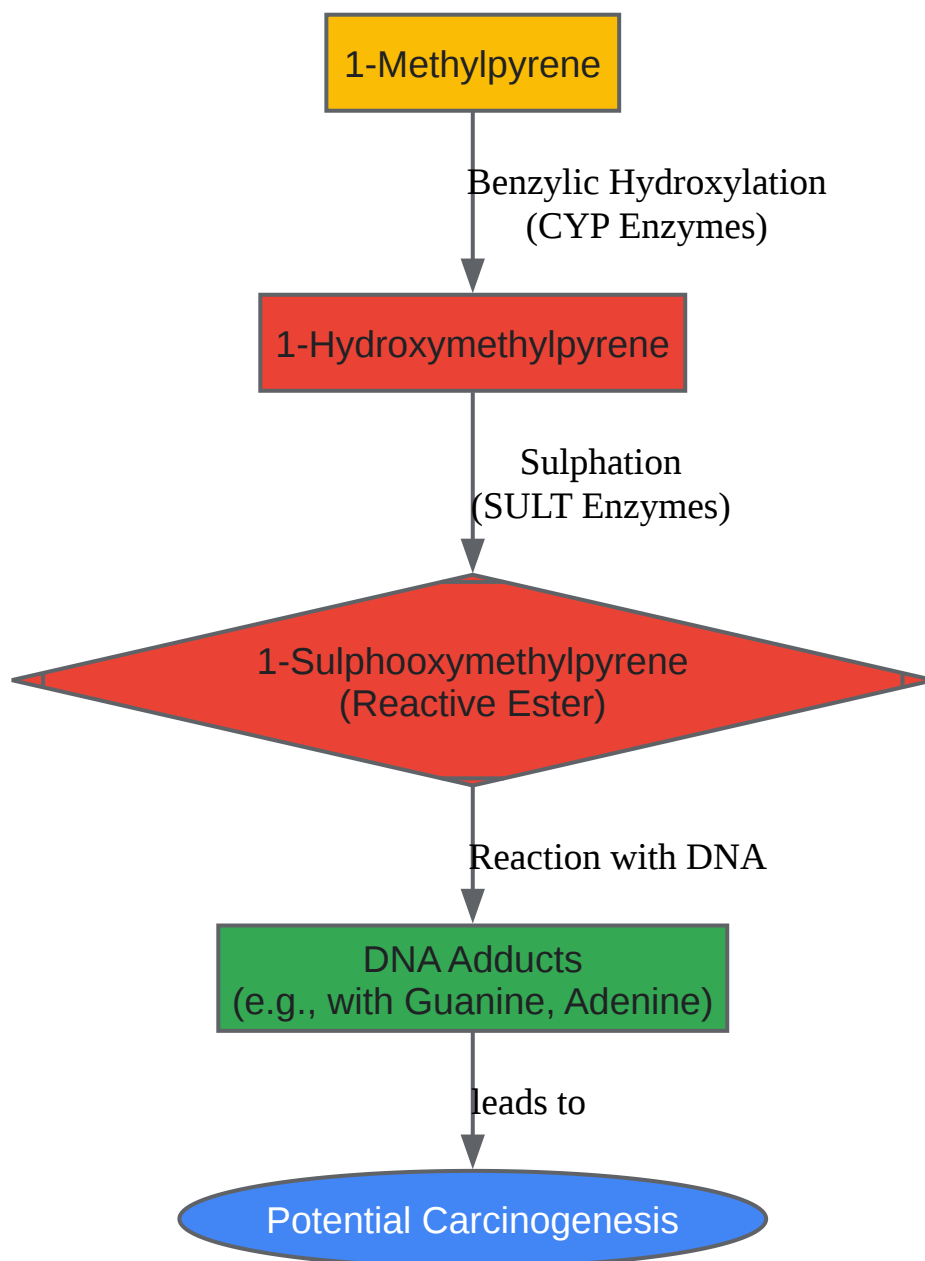 1-Methylpyrene
Benzylic Hydroxylation
(CYP Enzymes)
1-Hydroxymethylpyrene
Sulphation
(SULT Enzymes)
1-Sulphooxymethylpyrene
(Reactive Ester)
Reaction with DNA
DNA Adducts
(e.g., with Guanine, Adenine)
leads to
Potential Carcinogenesis